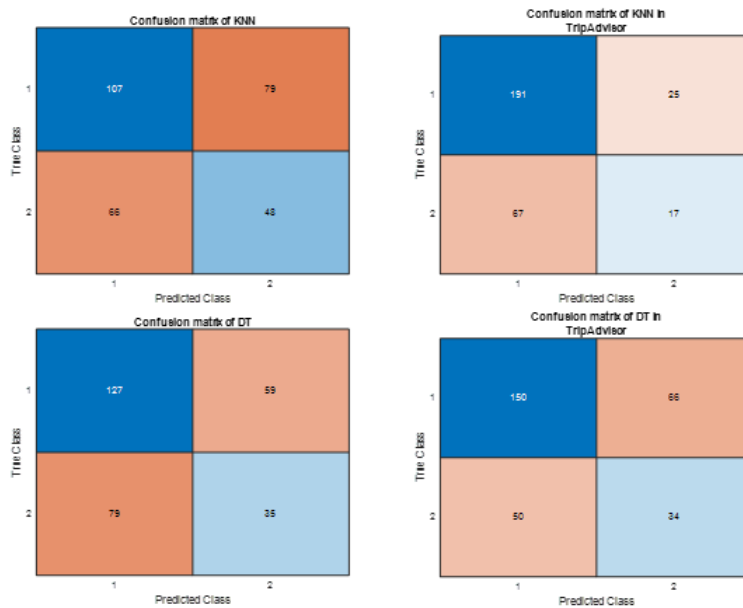 Confusion matrix of KNN
1
107
79
True Class
2
66
48
1
2
Predicted Class
Confusion matrix of KNN in
TripAdvisor
1
191
25
True Class
2
67
17
1
2
Predicted Class
Confusion matrix of DT
1
127
59
True Class
2
79
35
1
2
Predicted Class
Confusion matrix of DT in
TripAdvisor
1
150
66
True Class
2
50
34
1
2
Predicted Class